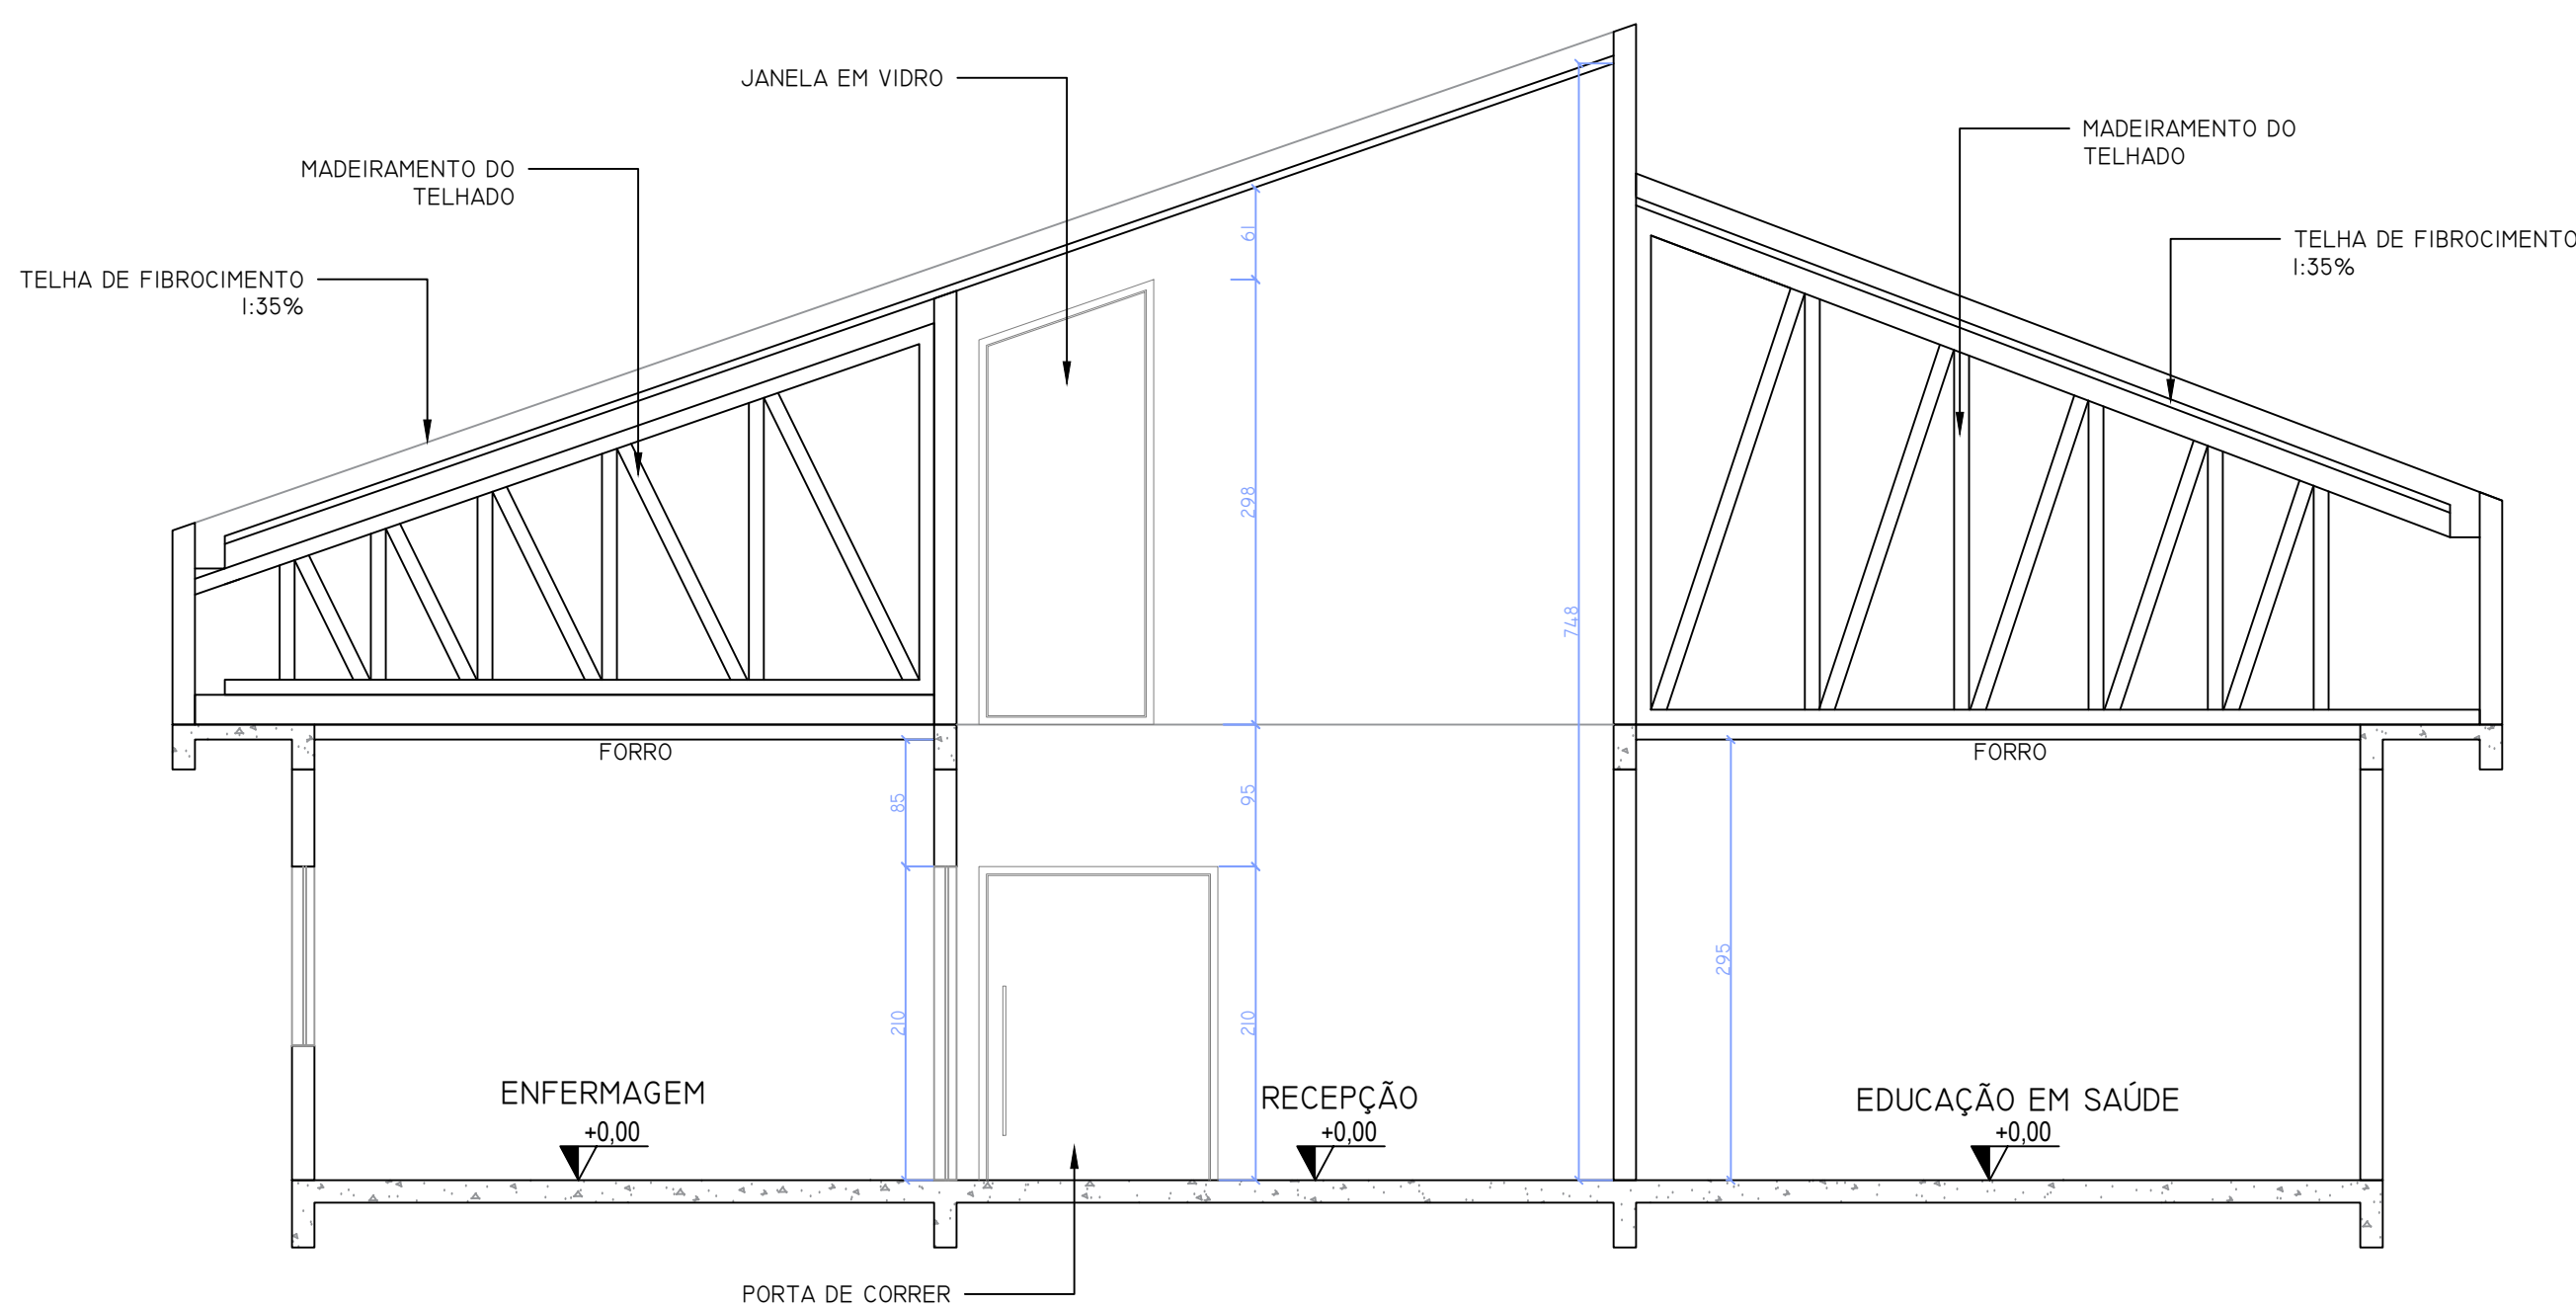 JANELA EM VIDRO
MADEIRAMENTO DO
TELHADO
MADEIRAMENTO DO
TELHADO
TELHA DE FIBROCIMENTO
1:35%
TELHA DE FIBROCIMENTO
1:35%
61
298
748
FORRO
FORRO
85
95
295
210
210
ENFERMAGEM
+0,00
RECEPÇÃO
+0,00
EDUCAÇÃO EM SAÚDE
+0,00
PORTA DE CORRER